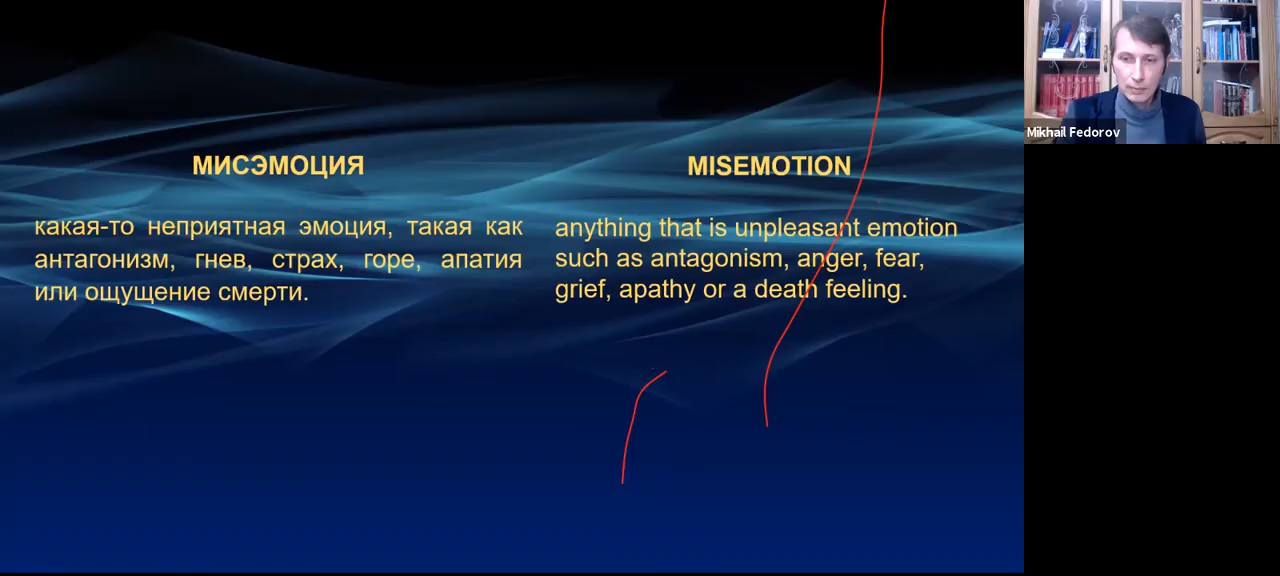 МИСЭМОЦИЯ
какая-то неприятная эмоция, такая как
антагонизм, гнев, страх, горе, апатия
или ощущение смерти.
MISEMOTION
anything that is unpleasant emotion
such as antagonism, anger, fear,
grief, apathy or a death feeling.
Mikhail Fedorov